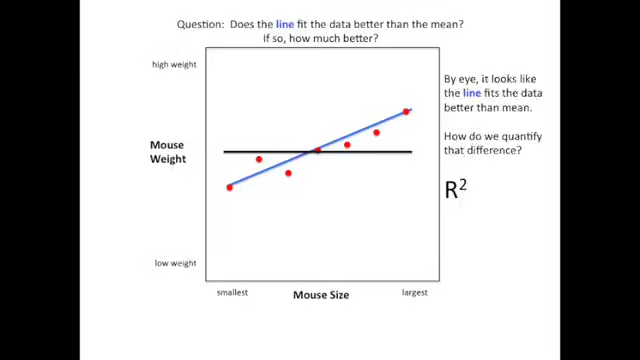 Question: Does the line fit the data better than the mean?
If so, how much better?
high weight
By eye, it looks like
the line fits the data
better than mean.
How do we quantify
that difference?
Mouse
Weight
R²
low weight
smallest
Mouse Size
largest